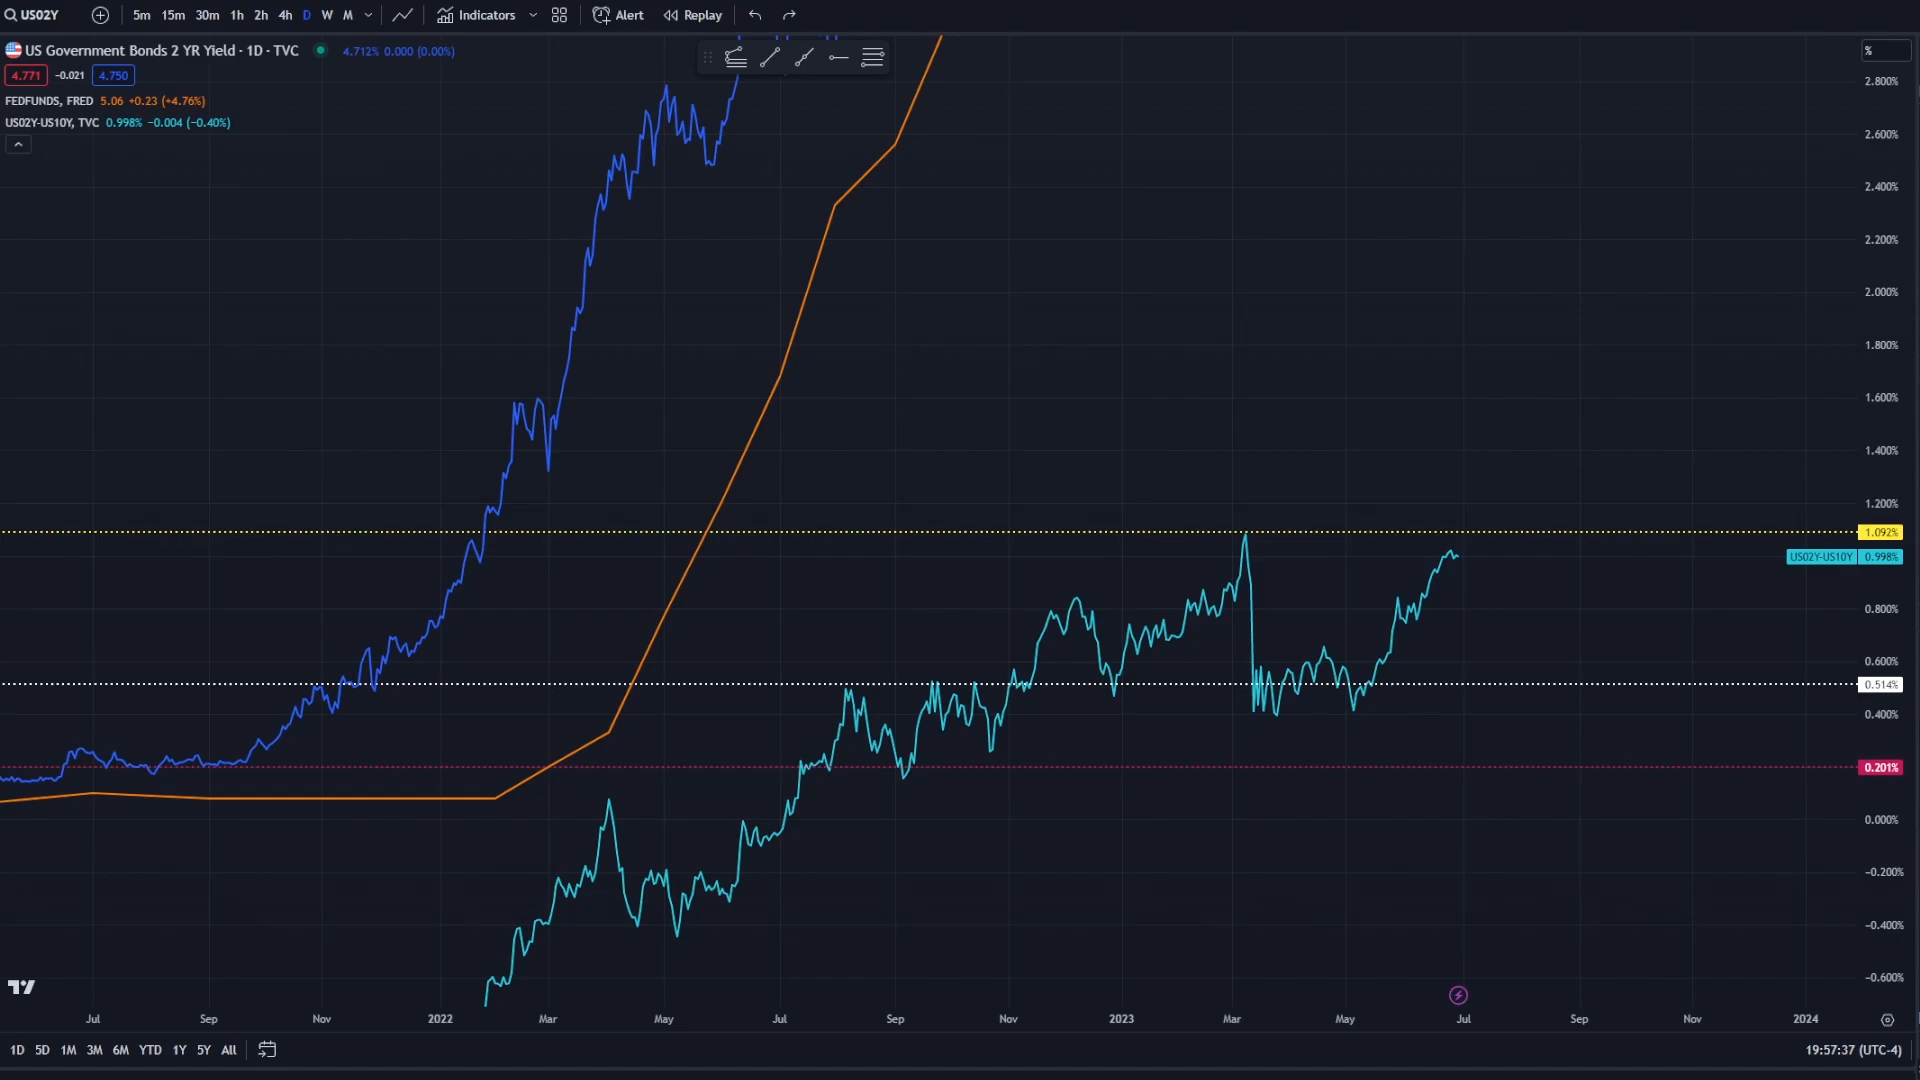 US02Y 5m 15m 30m 1h 2h 4h D W M Indicators Alert Replay
US Government Bonds 2 YR Yield · 1D · TVC 4.712% 0.000 (0.00%)
4.771 −0.021 4.750
FEDFUNDS, FRED 5.06 +0.23 (+4.76%)
US02Y-US10Y, TVC 0.998% −0.004 (−0.40%)
%
2.800%
2.600%
2.400%
2.200%
2.000%
1.800%
1.600%
1.400%
1.200%
1.092%
US02Y-US10Y 0.998%
0.800%
0.600%
0.514%
0.400%
0.201%
0.000%
−0.200%
−0.400%
−0.600%
Jul Sep Nov 2022 Mar May Jul Sep Nov 2023 Mar May Jul Sep Nov 2024
1D 5D 1M 3M 6M YTD 1Y 5Y All 19:57:37 (UTC-4)